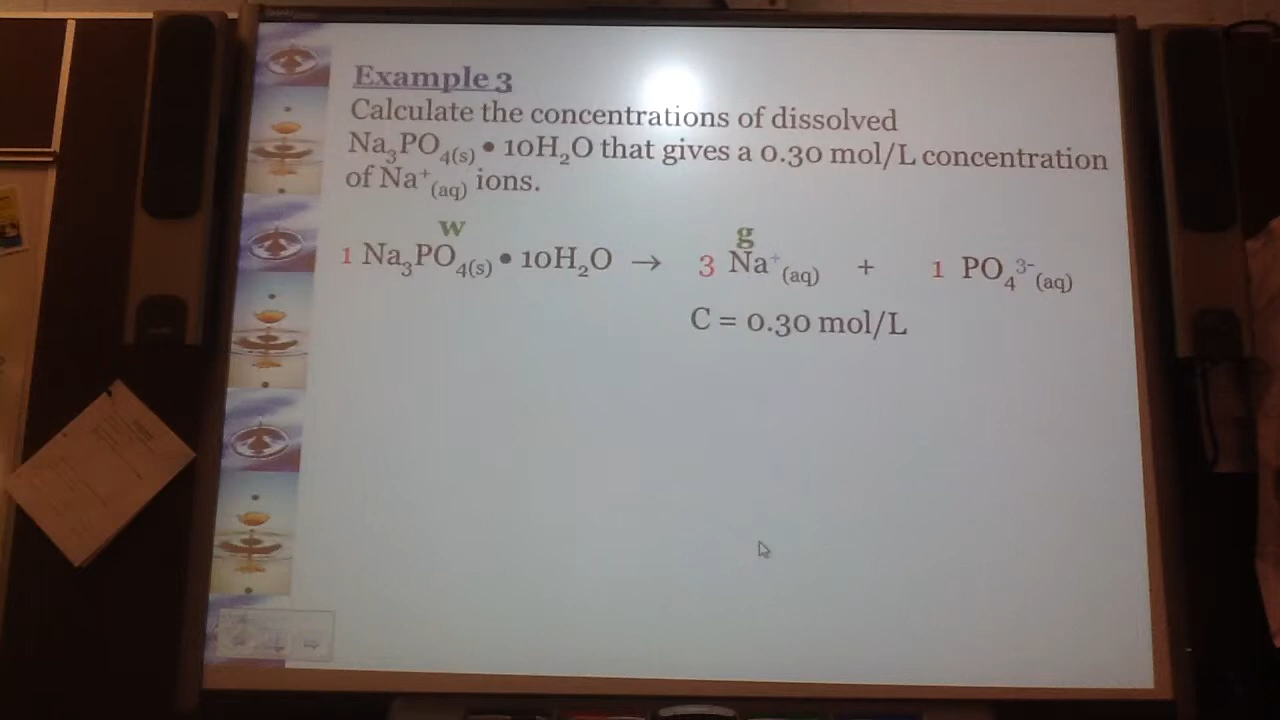 Example 3
Calculate the concentrations of dissolved
Na₃PO₄₍ₛ₎ • 10H₂O that gives a 0.30 mol/L concentration
of Na⁺(aq) ions.
w g
1 Na₃PO₄₍ₛ₎ • 10H₂O → 3 Na⁺(aq) + 1 PO₄³⁻(aq)
C = 0.30 mol/L